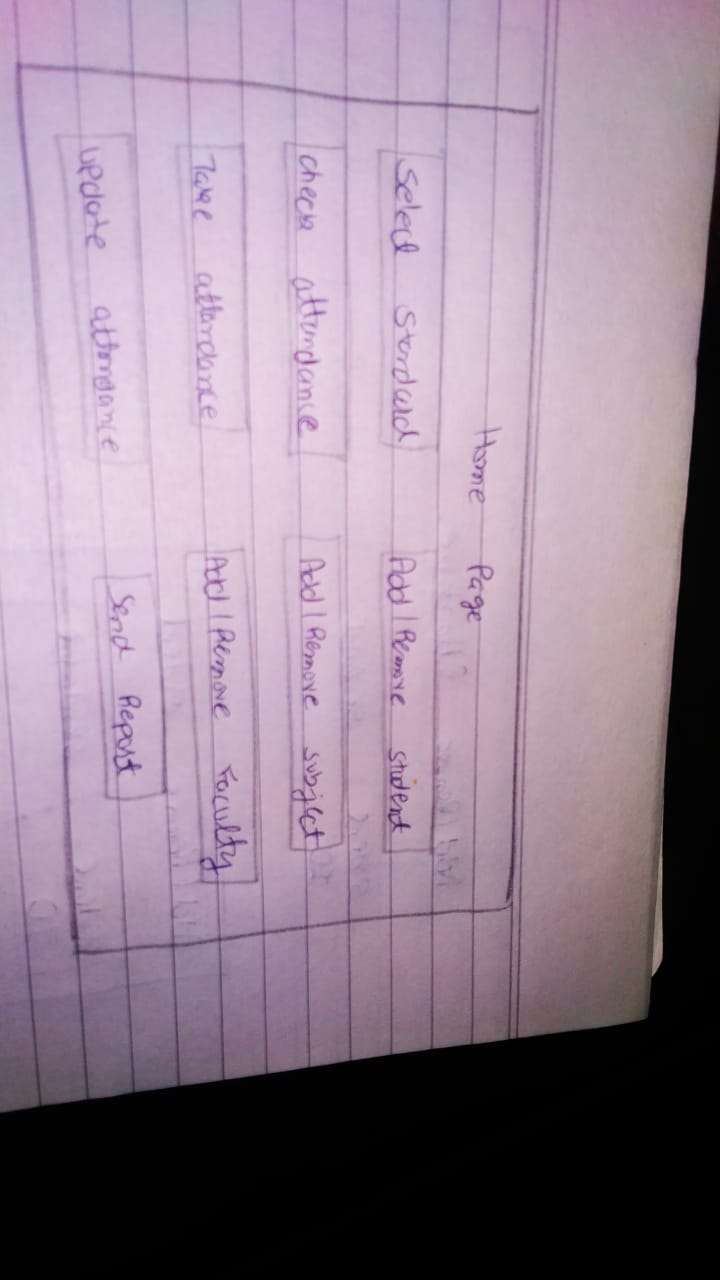 Home Page
Select Standard
Add/Remove student
check attendance
Add/Remove subject
Take attendance
Add/Remove Faculty
update attendance
Send Report